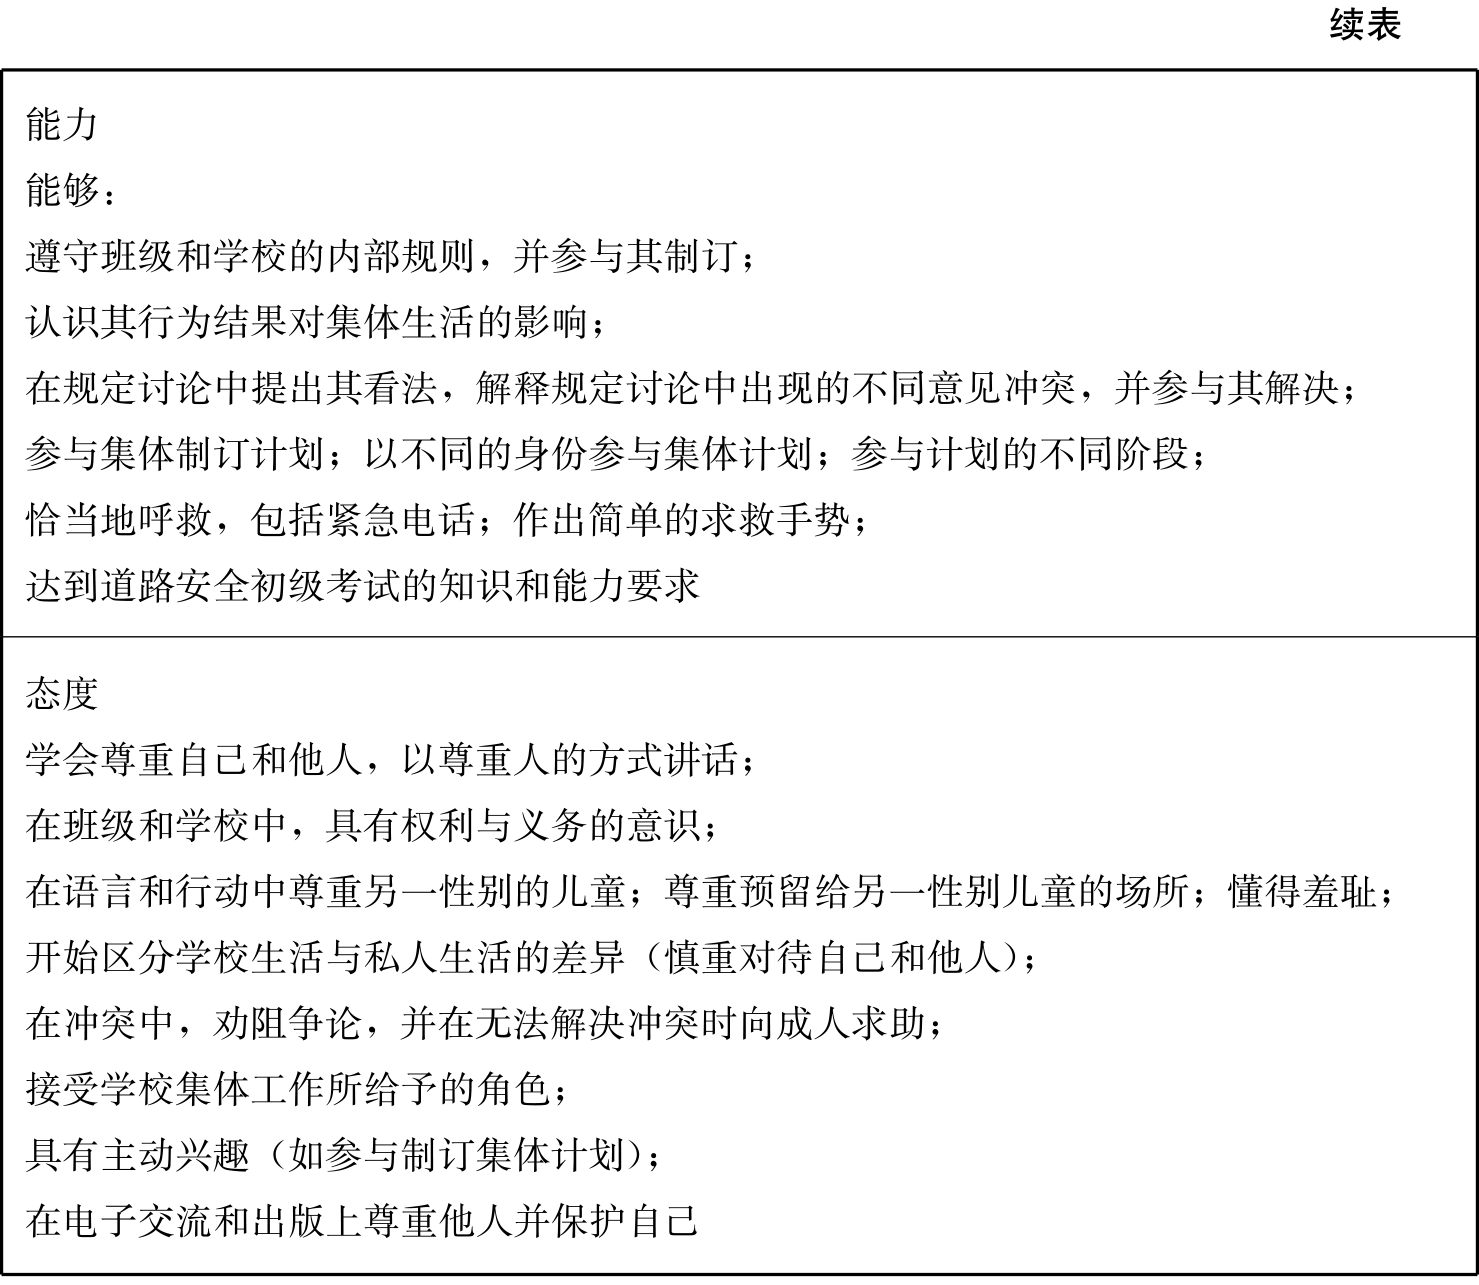 续表
能力
能够：
遵守班级和学校的内部规则，并参与其制订；
认识其行为结果对集体生活的影响；
在规定讨论中提出其看法，解释规定讨论中出现的不同意见冲突，并参与其解决；
参与集体制订计划；以不同的身份参与集体计划；参与计划的不同阶段；
恰当地呼救，包括紧急电话；作出简单的求救手势；
达到道路安全初级考试的知识和能力要求
态度
学会尊重自己和他人，以尊重人的方式讲话；
在班级和学校中，具有权利与义务的意识；
在语言和行动中尊重另一性别的儿童；尊重预留给另一性别儿童的场所；懂得羞耻；
开始区分学校生活与私人生活的差异（慎重对待自己和他人）；
在冲突中，劝阻争论，并在无法解决冲突时向成人求助；
接受学校集体工作所给予的角色；
具有主动兴趣（如参与制订集体计划）；
在电子交流和出版上尊重他人并保护自己